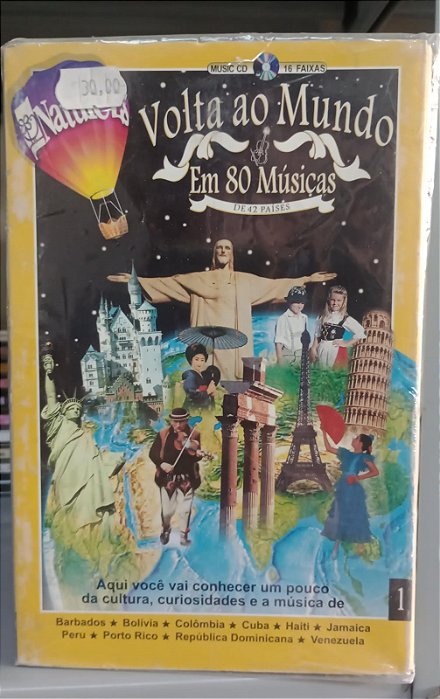 MUSIC CD 16 FAIXAS
30,00
Natureza
Volta ao Mundo
Em 80 Músicas
DE 42 PAÍSES
Aqui você vai conhecer um pouco
da cultura, curiosidades e a música de
1
Barbados ★ Bolívia ★ Colômbia ★ Cuba ★ Haiti ★ Jamaica
Peru ★ Porto Rico ★ República Dominicana ★ Venezuela